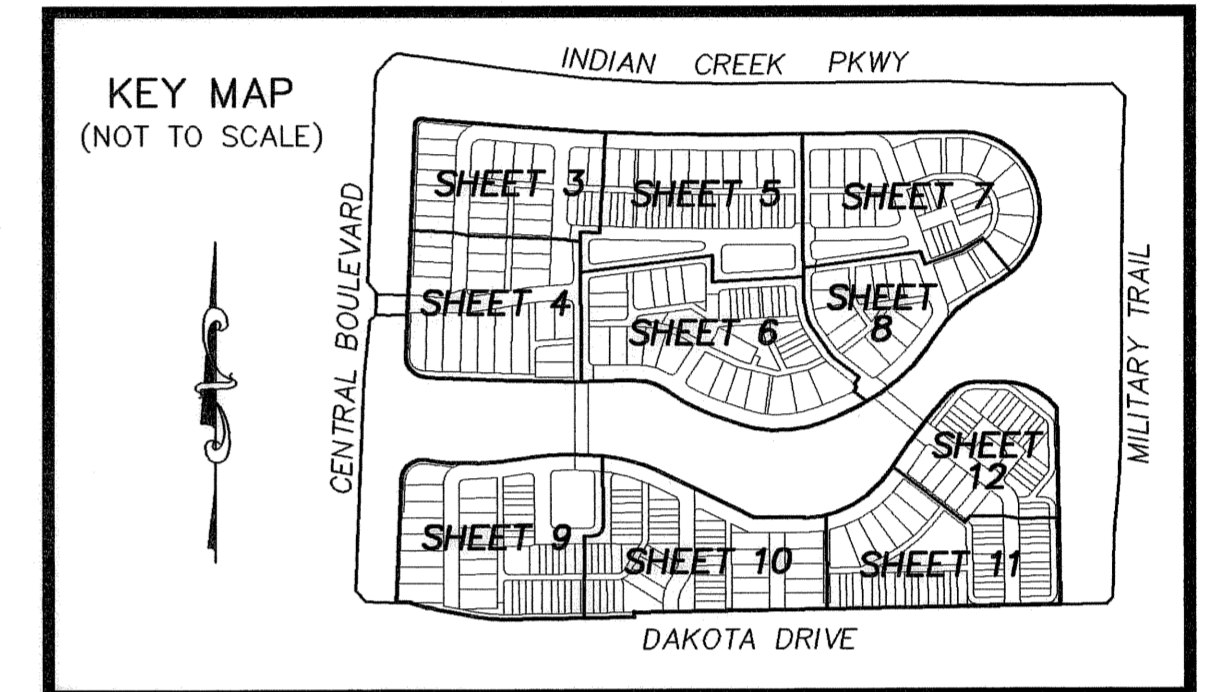 INDIAN CREEK PKWY
KEY MAP
(NOT TO SCALE)
SHEET 3
SHEET 5
SHEET 7
CENTRAL BOULEVARD
MILITARY TRAIL
SHEET 4
SHEET 6
SHEET
8
SHEET
12
SHEET 9
SHEET 10
SHEET 11
DAKOTA DRIVE